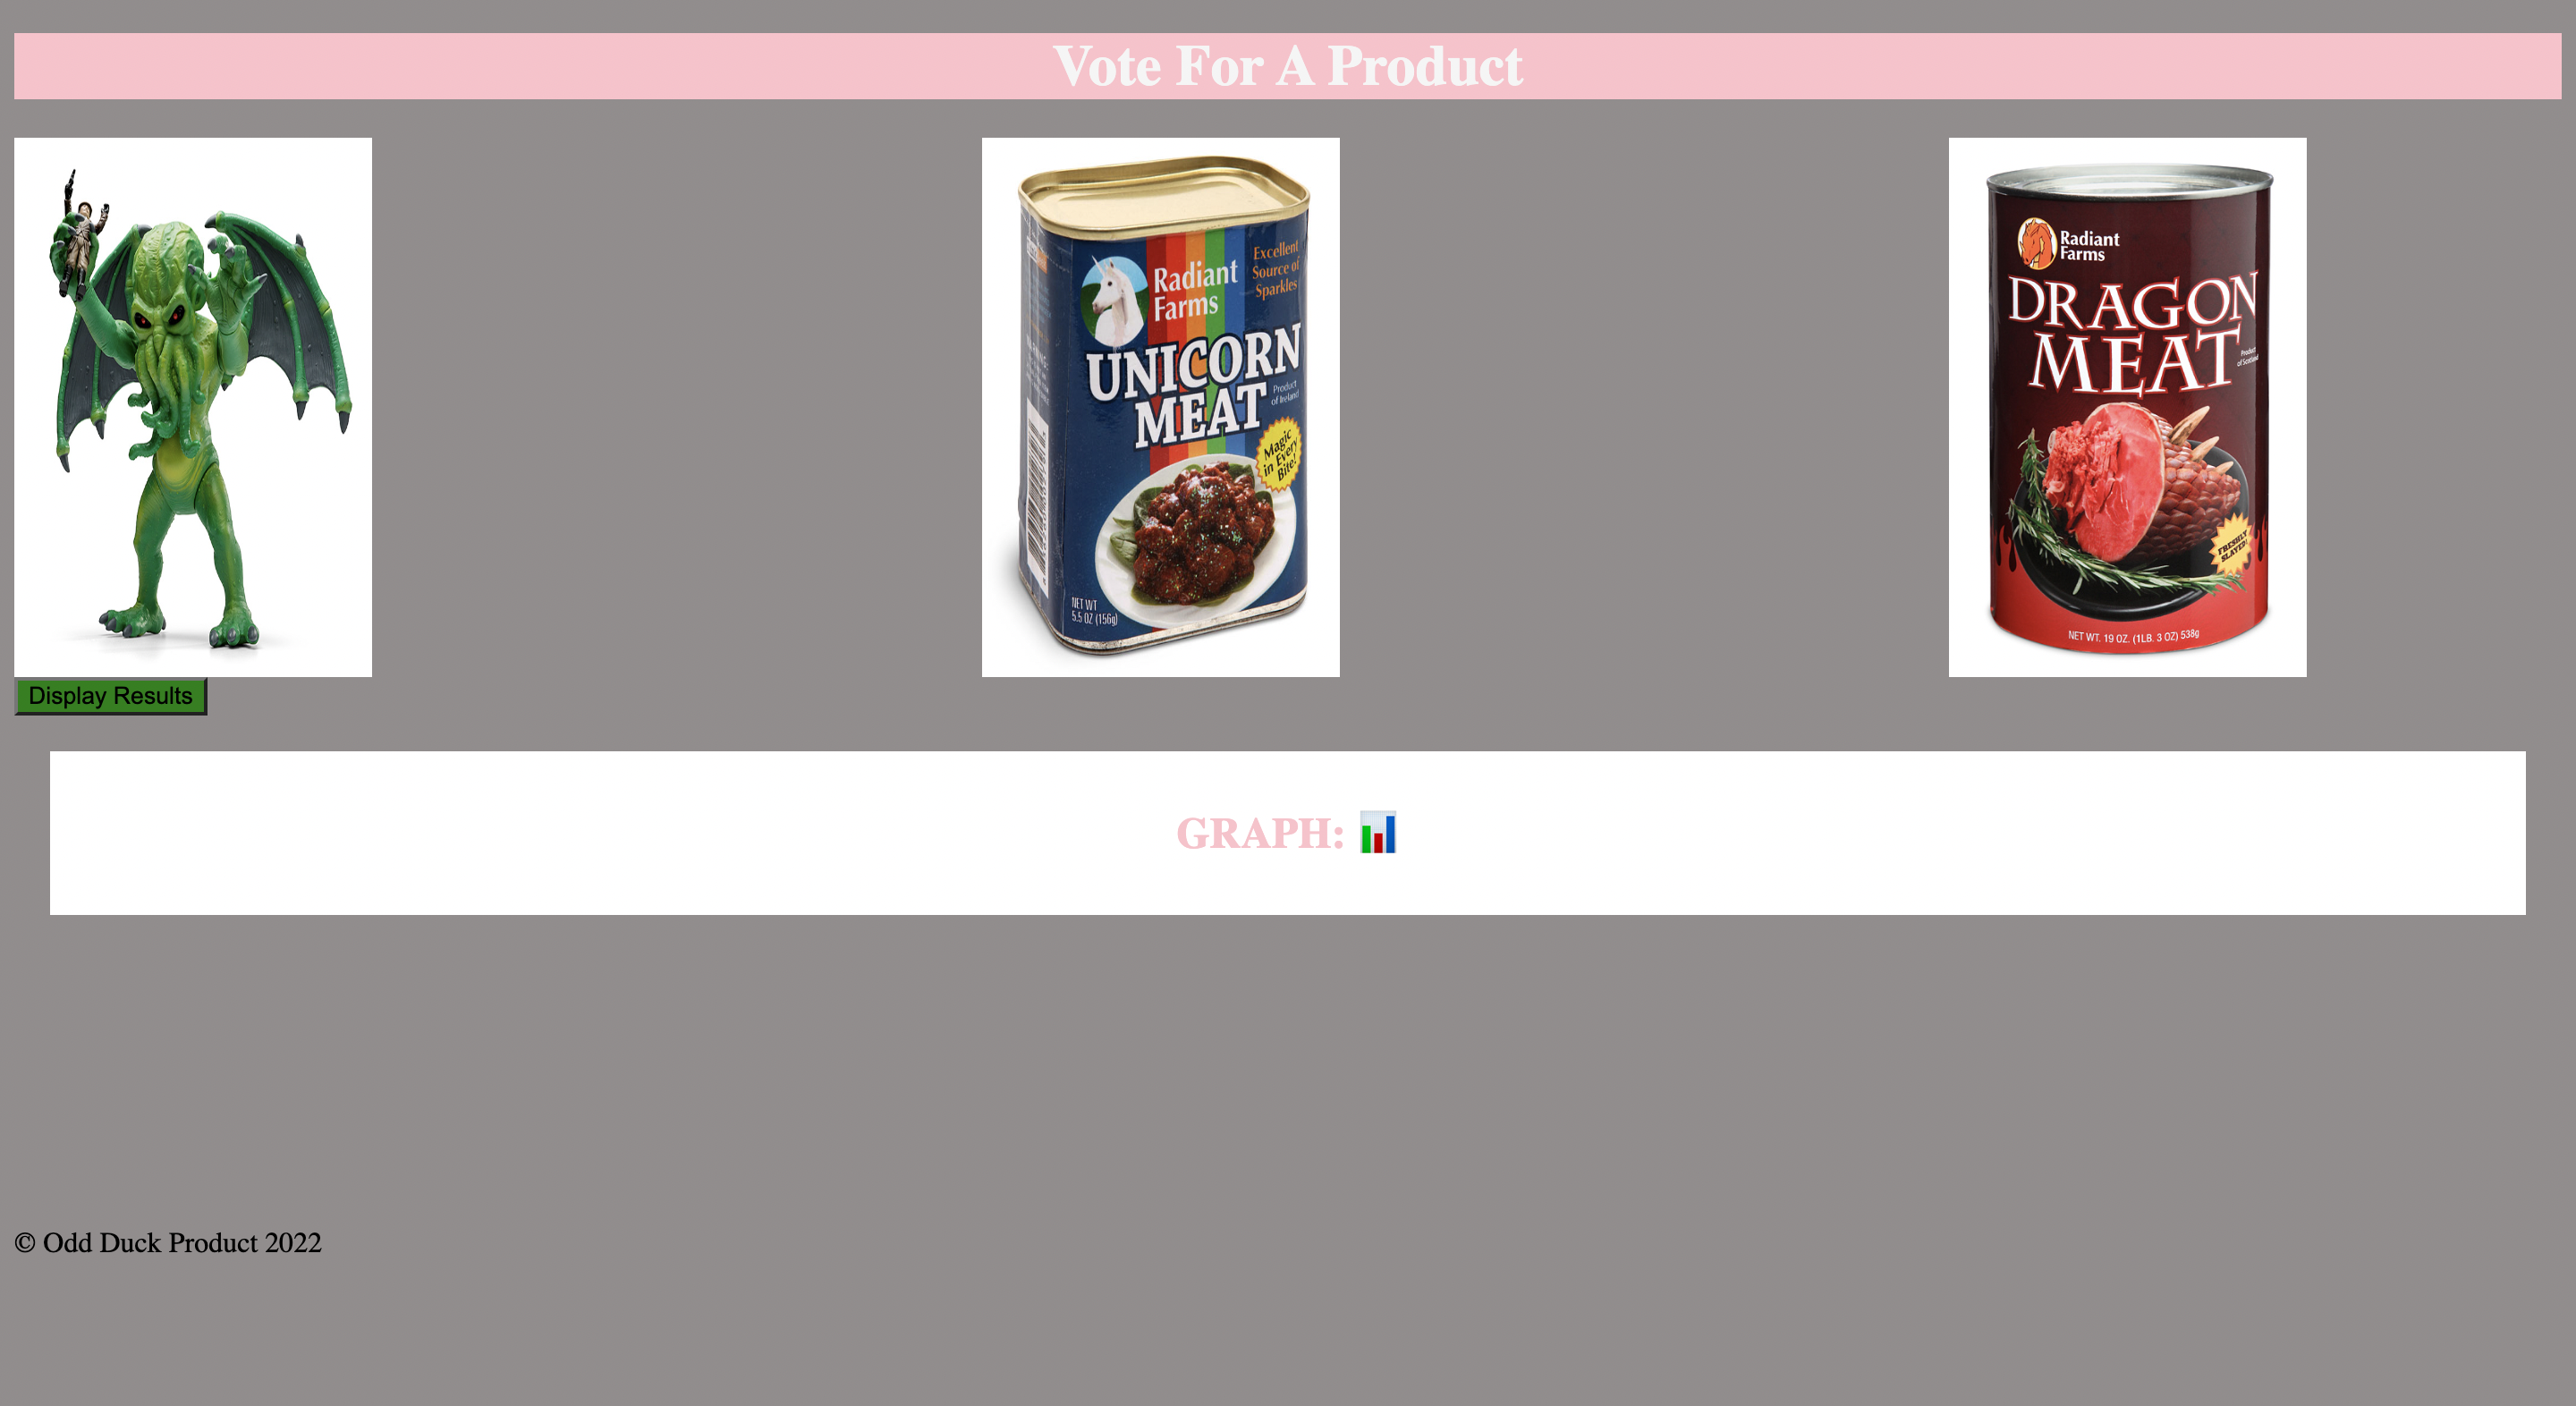 Vote For A Product
Radiant
Farms
Excellent
Source of
Sparkles
UNICORN
MEAT
Product
of Ireland
Magic
in Every
Bite!
NET WT
5.5 OZ (156g)
Radiant
Farms
DRAGON
MEAT
Product
of Scotland
FRESHLY
SLAYED!
NET WT. 19 OZ. (1LB. 3 OZ) 538g
Display Results
GRAPH: 📊
© Odd Duck Product 2022